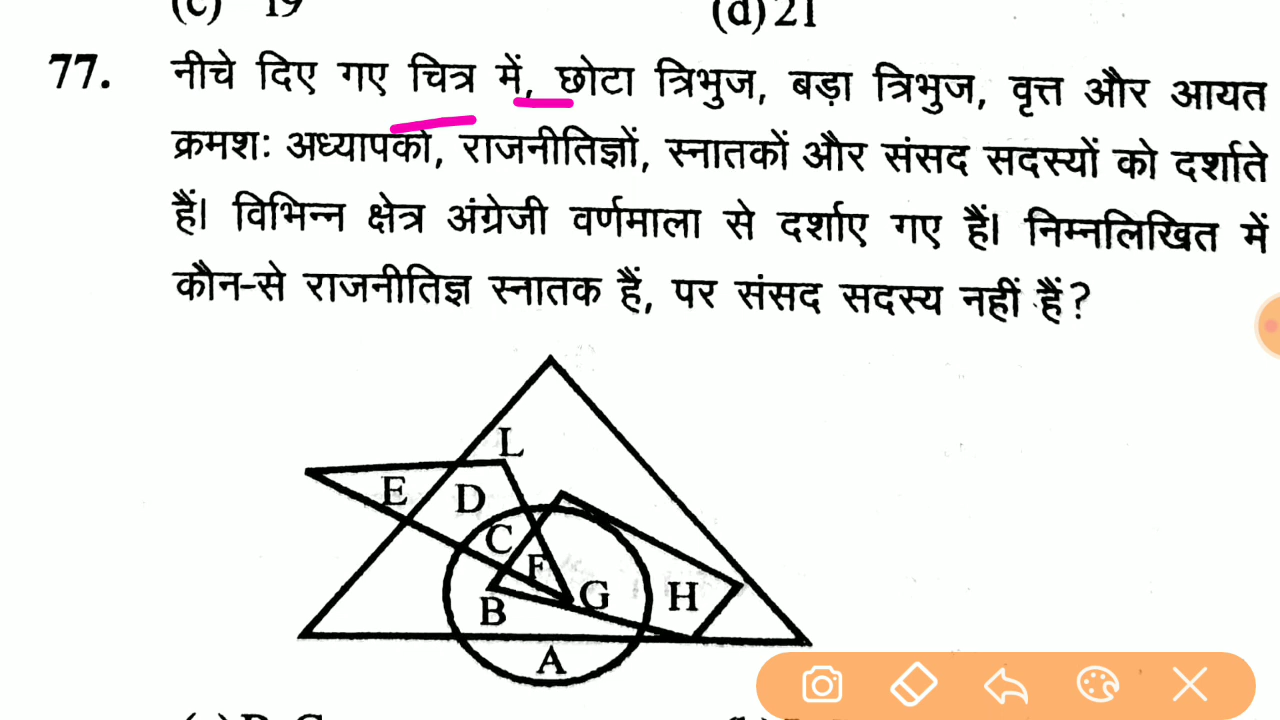 (c) 19 (d) 21
77. नीचे दिए गए चित्र में, छोटा त्रिभुज, बड़ा त्रिभुज, वृत्त और आयत
क्रमशः अध्यापकों, राजनीतिज्ञों, स्नातकों और संसद सदस्यों को दर्शाते
हैं। विभिन्न क्षेत्र अंग्रेजी वर्णमाला से दर्शाए गए हैं। निम्नलिखित में
कौन-से राजनीतिज्ञ स्नातक हैं, पर संसद सदस्य नहीं हैं?
L
E D
C
F
B G H
A